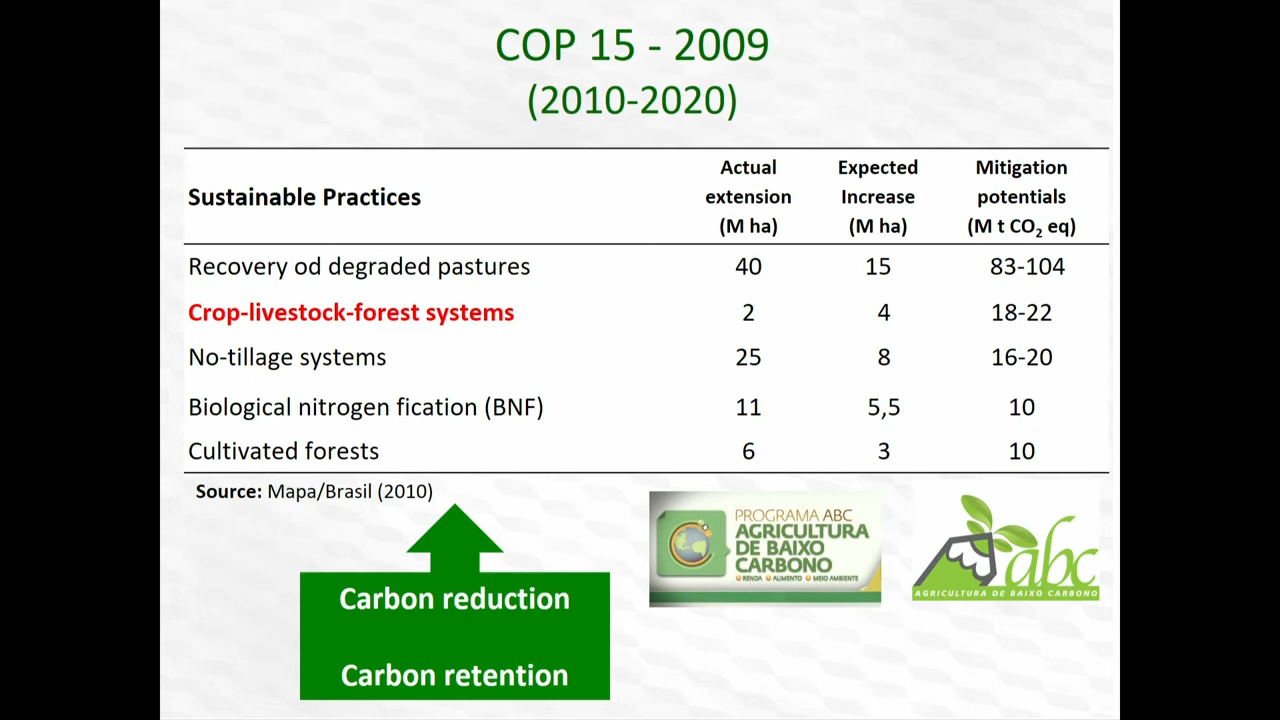 COP 15 - 2009
(2010-2020)
Sustainable Practices
Actual extension (M ha)
Expected Increase (M ha)
Mitigation potentials (M t CO₂ eq)
Recovery od degraded pastures 40 15 83-104
Crop-livestock-forest systems 2 4 18-22
No-tillage systems 25 8 16-20
Biological nitrogen fication (BNF) 11 5,5 10
Cultivated forests 6 3 10
Source: Mapa/Brasil (2010)
PROGRAMA ABC
AGRICULTURA
DE BAIXO
CARBONO
RENDA ALIMENTO MEIO AMBIENTE
abc
AGRICULTURA DE BAIXO CARBONO
Carbon reduction
Carbon retention